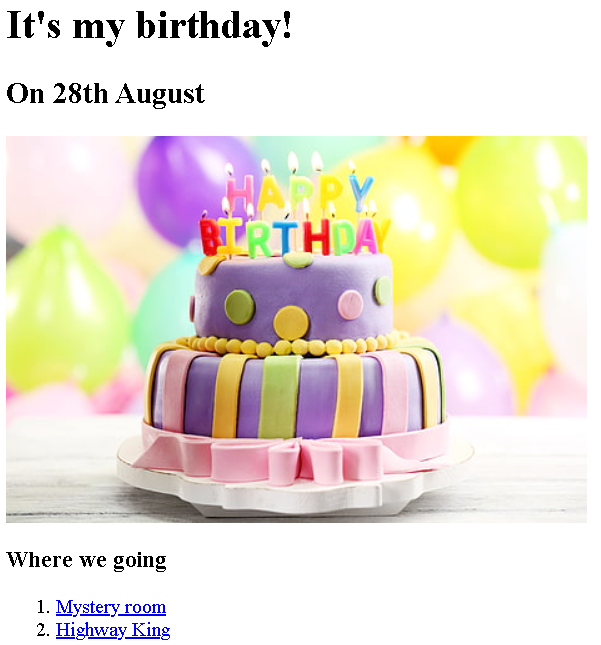 It's my birthday!
On 28th August
HAPPY
BIRTHDAY
Where we going
1. Mystery room
2. Highway King